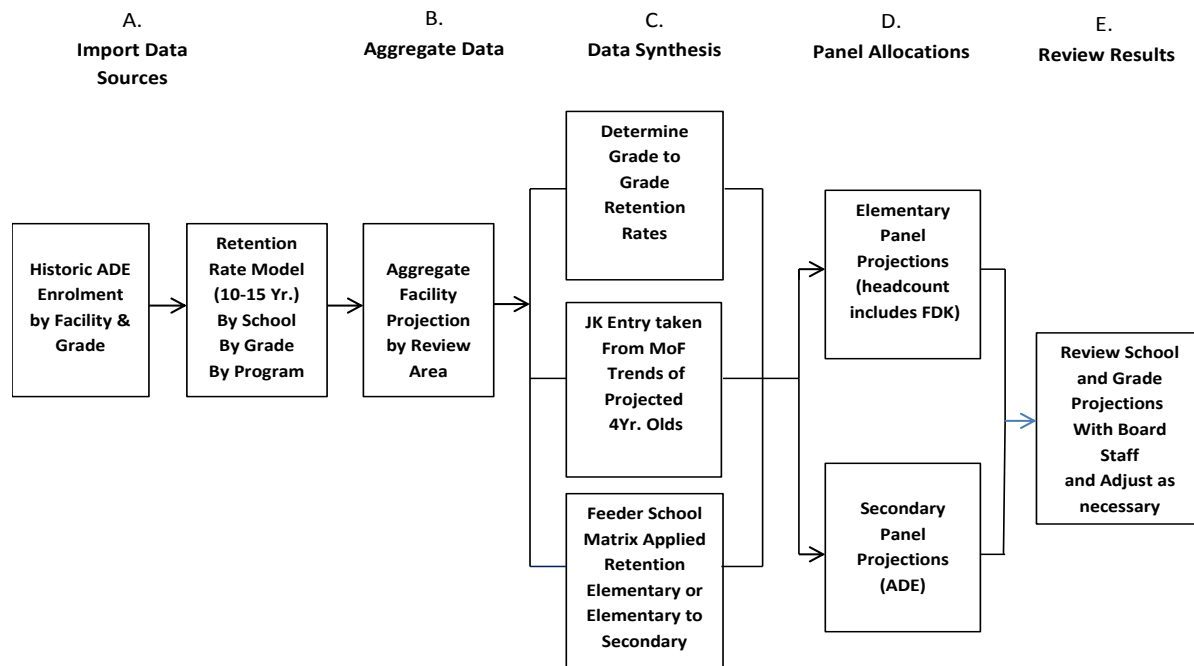 A.
Import Data
Sources
B.
Aggregate Data
C.
Data Synthesis
D.
Panel Allocations
E.
Review Results
Historic ADE
Enrolment
by Facility &
Grade
Retention
Rate Model
(10-15 Yr.)
By School
By Grade
By Program
Aggregate
Facility
Projection
by Review
Area
Determine
Grade to
Grade
Retention
Rates
JK Entry taken
From MoF
Trends of
Projected
4Yr. Olds
Feeder School
Matrix Applied
Retention
Elementary or
Elementary to
Secondary
Elementary
Panel
Projections
(headcount
includes FDK)
Secondary
Panel
Projections
(ADE)
Review School
and Grade
Projections
With Board
Staff
and Adjust as
necessary